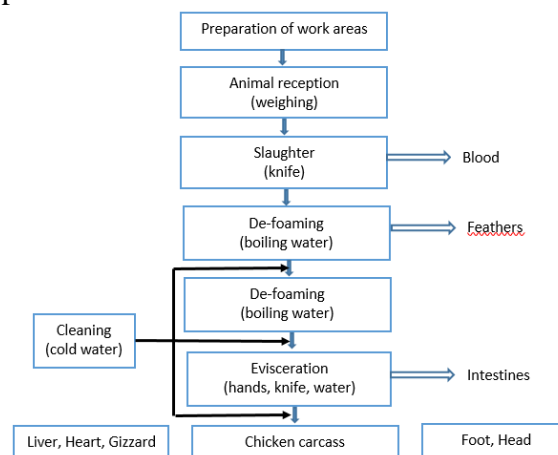 Preparation of work areas
Animal reception
(weighing)
Slaughter
(knife)
Blood
De-foaming
(boiling water)
Feathers
De-foaming
(boiling water)
Cleaning
(cold water)
Evisceration
(hands, knife, water)
Intestines
Liver, Heart, Gizzard
Chicken carcass
Foot, Head